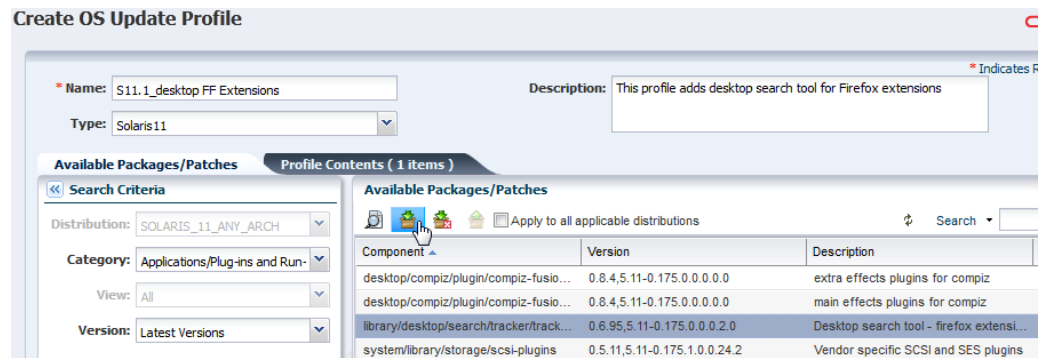 Create OS Update Profile
* Indicates R
* Name: S11.1_desktop FF Extensions
Description: This profile adds desktop search tool for Firefox extensions
Type: Solaris11
Available Packages/Patches
Profile Contents ( 1 items )
Search Criteria
Distribution: SOLARIS_11_ANY_ARCH
Category: Applications/Plug-ins and Run-
View: All
Version: Latest Versions
Available Packages/Patches
Apply to all applicable distributions
Search
Component Version Description
desktop/compiz/plugin/compiz-fusio... 0.8.4,5.11-0.175.0.0.0.0.0 extra effects plugins for compiz
desktop/compiz/plugin/compiz-fusio... 0.8.4,5.11-0.175.0.0.0.0.0 main effects plugins for compiz
library/desktop/search/tracker/track... 0.6.95,5.11-0.175.0.0.0.2.0 Desktop search tool - firefox extensi...
system/library/storage/scsi-plugins 0.5.11,5.11-0.175.1.0.0.24.2 Vendor specific SCSI and SES plugins